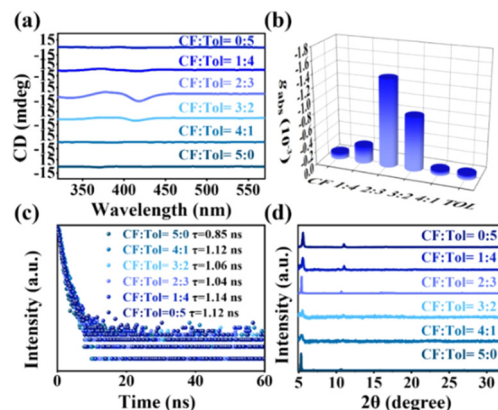 (a)
15
CF:Tol= 0:5
-15
15
CF:Tol= 1:4
-15
15
CF:Tol= 2:3
-15
15
CF:Tol= 3:2
-15
15
CF:Tol= 4:1
-15
15
CF:Tol= 5:0
-15
CD (mdeg)
350 400 450 500 550
Wavelength (nm)
(b)
-1.8
-1.6
-1.4
-1.2
-1.0
-0.8
-0.6
-0.4
-0.2
0.0
CF 1:4 2:3 3:2 4:1 TOL
(c)
CF:Tol= 5:0 τ=0.85 ns
CF:Tol= 4:1 τ=1.12 ns
CF:Tol= 3:2 τ=1.06 ns
CF:Tol= 2:3 τ=1.04 ns
CF:Tol= 1:4 τ=1.14 ns
CF:Tol=0:5 τ=1.12 ns
Intensity (a.u.)
0 20 40 60
Time (ns)
(d)
CF:Tol= 0:5
CF:Tol= 1:4
CF:Tol= 2:3
CF:Tol= 3:2
CF:Tol= 4:1
CF:Tol= 5:0
Intensity (a.u.)
5 10 15 20 25 30
2θ (degree)